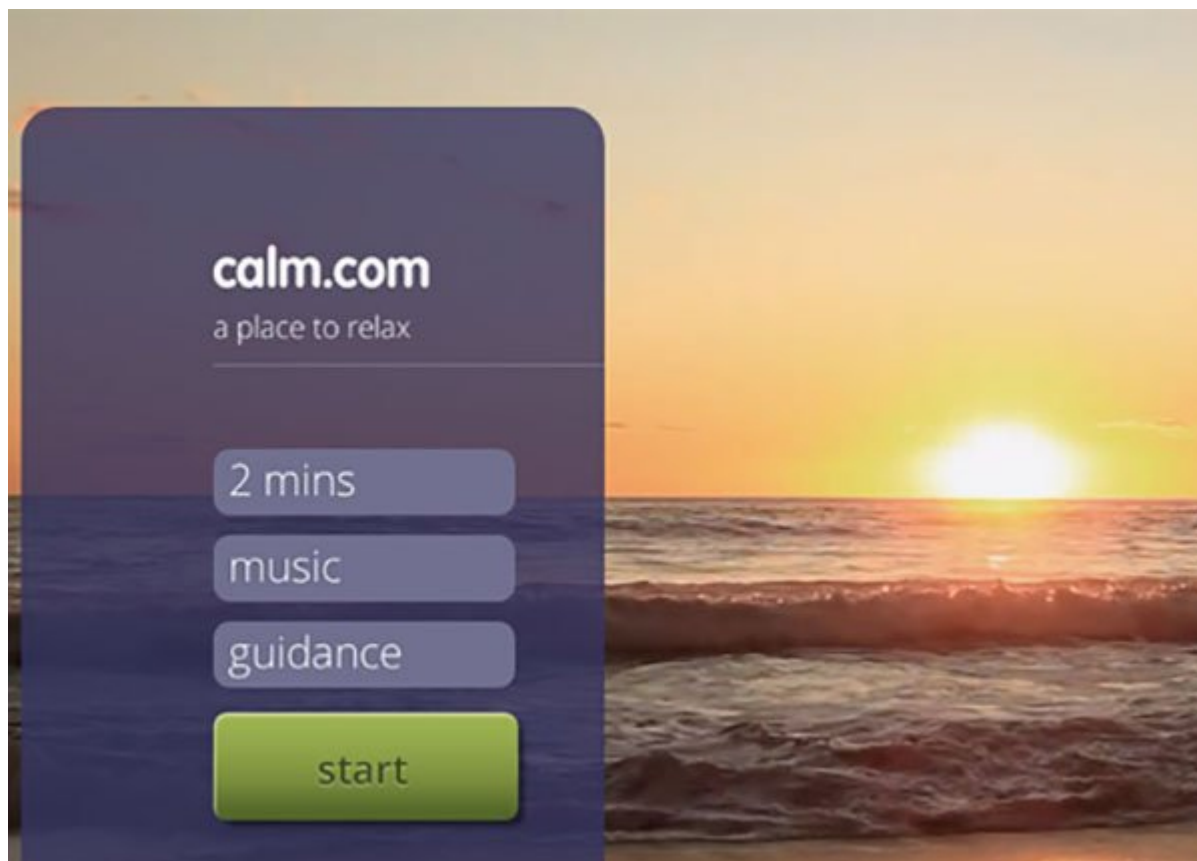 calm.com
a place to relax
2 mins
music
guidance
start